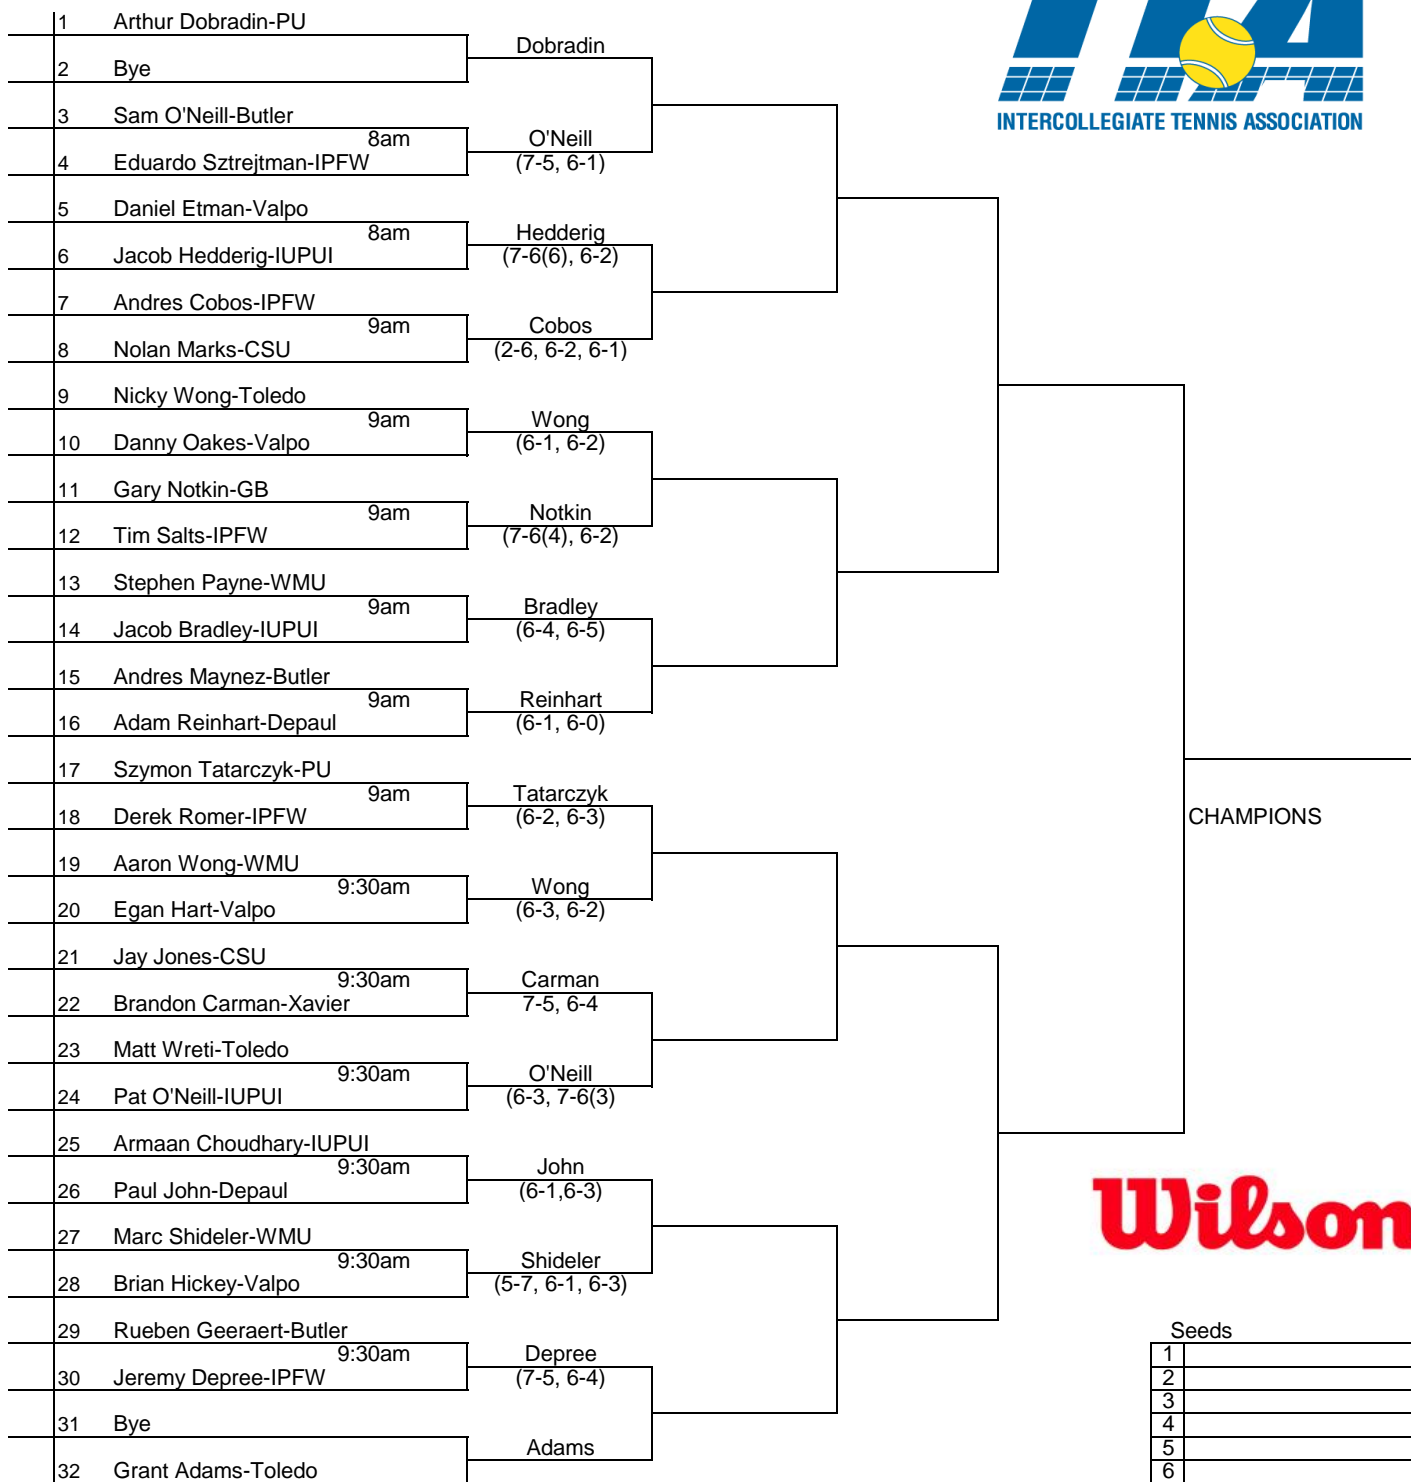 1 Arthur Dobradin-PU
Dobradin
2 Bye
3 Sam O'Neill-Butler
8am O'Neill
4 Eduardo Sztrejtman-IPFW (7-5, 6-1)
5 Daniel Etman-Valpo
8am Hedderig
6 Jacob Hedderig-IUPUI (7-6(6), 6-2)
7 Andres Cobos-IPFW
9am Cobos
8 Nolan Marks-CSU (2-6, 6-2, 6-1)
9 Nicky Wong-Toledo
9am Wong
10 Danny Oakes-Valpo (6-1, 6-2)
11 Gary Notkin-GB
9am Notkin
12 Tim Salts-IPFW (7-6(4), 6-2)
13 Stephen Payne-WMU
9am Bradley
14 Jacob Bradley-IUPUI (6-4, 6-5)
15 Andres Maynez-Butler
9am Reinhart
16 Adam Reinhart-Depaul (6-1, 6-0)
17 Szymon Tatarczyk-PU
9am Tatarczyk
18 Derek Romer-IPFW (6-2, 6-3)
19 Aaron Wong-WMU
9:30am Wong
20 Egan Hart-Valpo (6-3, 6-2)
21 Jay Jones-CSU
9:30am Carman
22 Brandon Carman-Xavier 7-5, 6-4
23 Matt Wreti-Toledo
9:30am O'Neill
24 Pat O'Neill-IUPUI (6-3, 7-6(3)
25 Armaan Choudhary-IUPUI
9:30am John
26 Paul John-Depaul (6-1,6-3)
27 Marc Shideler-WMU
9:30am Shideler
28 Brian Hickey-Valpo (5-7, 6-1, 6-3)
29 Rueben Geeraert-Butler
9:30am Depree
30 Jeremy Depree-IPFW (7-5, 6-4)
31 Bye
Adams
32 Grant Adams-Toledo
ITA
INTERCOLLEGIATE TENNIS ASSOCIATION
CHAMPIONS
Wilson
Seeds
1
2
3
4
5
6